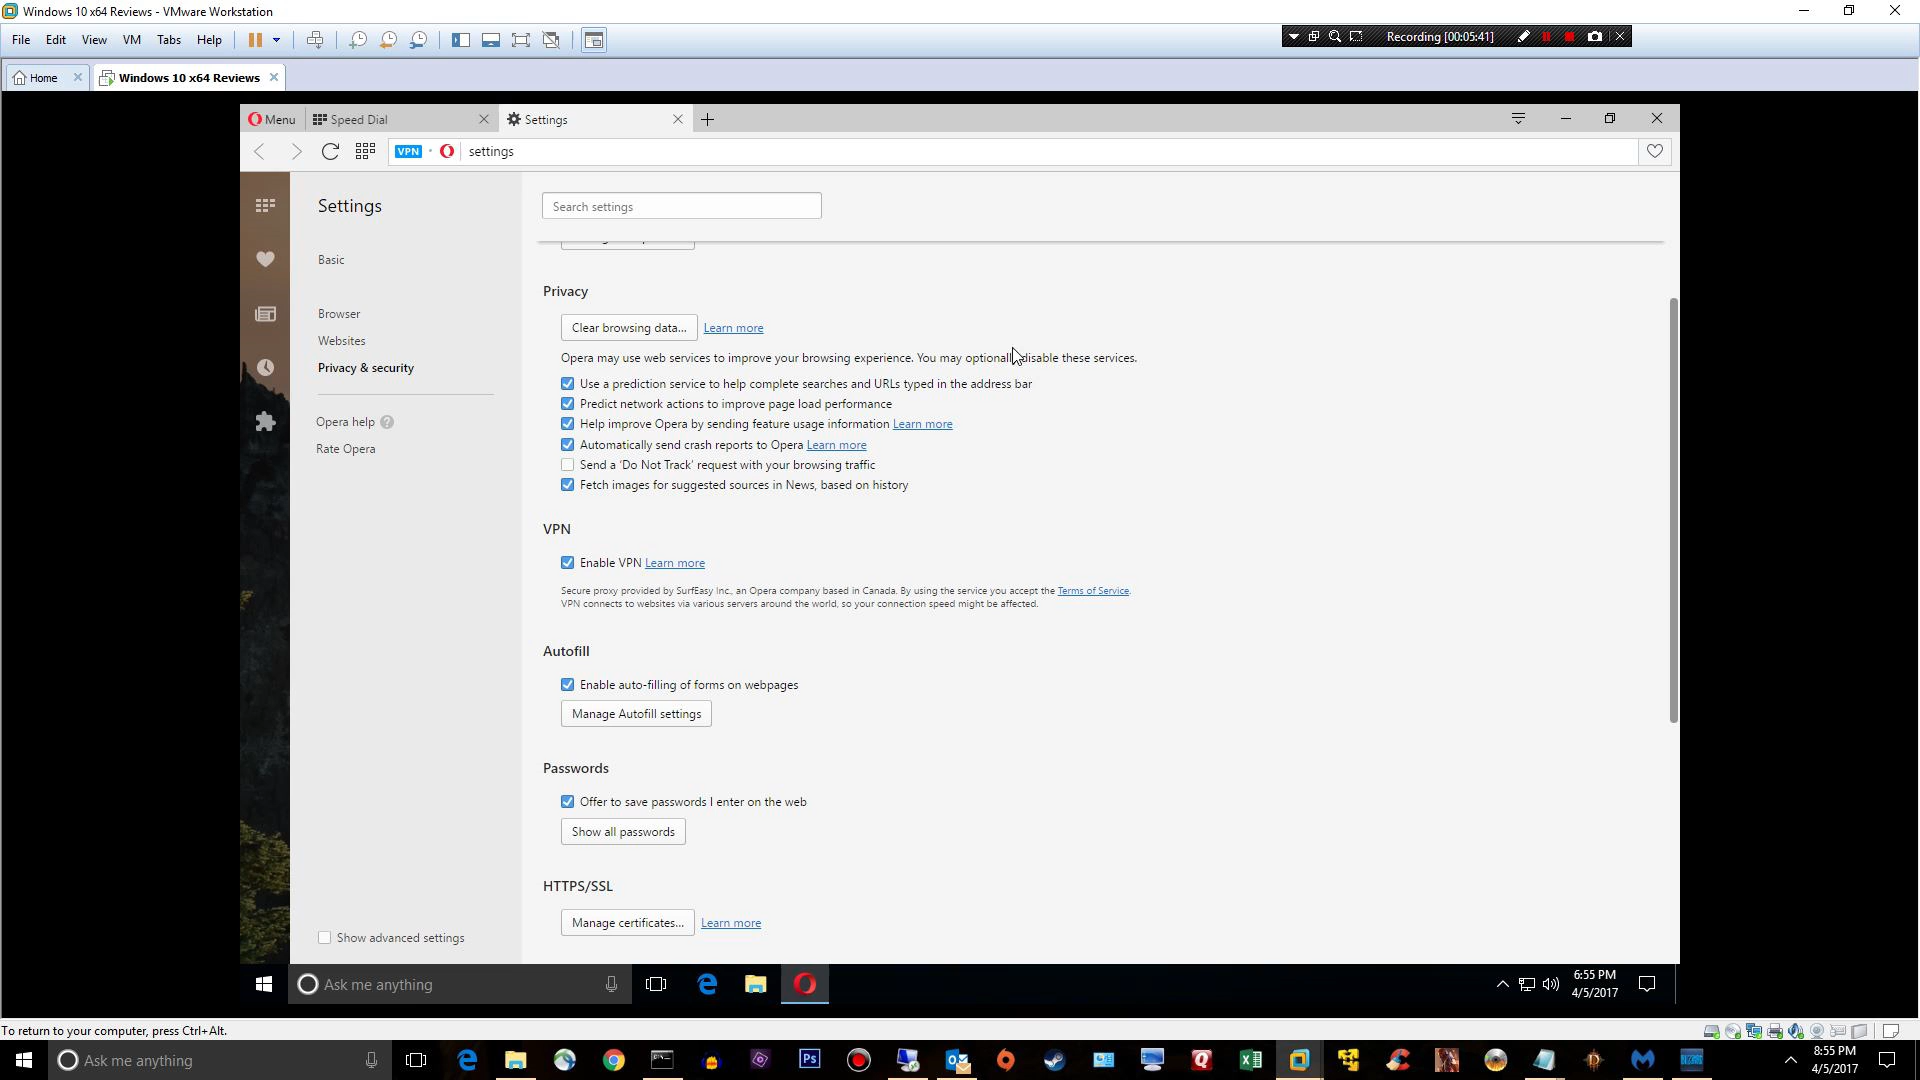 Windows 10 x64 Reviews - VMware Workstation
File Edit View VM Tabs Help
Recording [00:05:41]
Home Windows 10 x64 Reviews
Menu Speed Dial Settings
VPN settings
Settings
Search settings
Basic
Browser
Websites
Privacy & security
Opera help ?
Rate Opera
Show advanced settings
Privacy
Clear browsing data... Learn more
Opera may use web services to improve your browsing experience. You may optionally disable these services.
Use a prediction service to help complete searches and URLs typed in the address bar
Predict network actions to improve page load performance
Help improve Opera by sending feature usage information Learn more
Automatically send crash reports to Opera Learn more
Send a 'Do Not Track' request with your browsing traffic
Fetch images for suggested sources in News, based on history
VPN
Enable VPN Learn more
Secure proxy provided by SurfEasy Inc., an Opera company based in Canada. By using the service you accept the Terms of Service.
VPN connects to websites via various servers around the world, so your connection speed might be affected.
Autofill
Enable auto-filling of forms on webpages
Manage Autofill settings
Passwords
Offer to save passwords I enter on the web
Show all passwords
HTTPS/SSL
Manage certificates... Learn more
Ask me anything
6:55 PM
4/5/2017
To return to your computer, press Ctrl+Alt.
Ask me anything
Ps
8:55 PM
4/5/2017